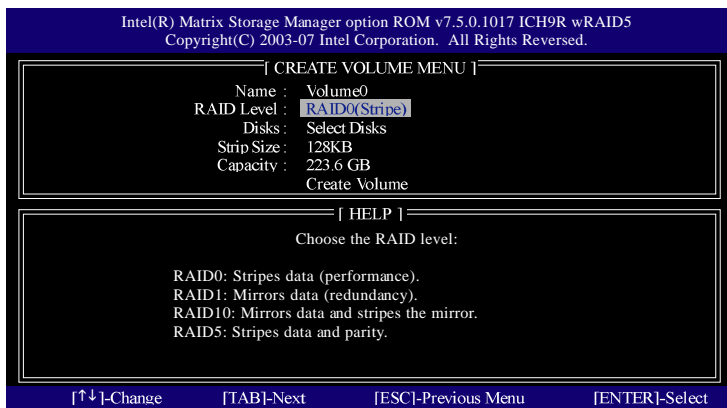 Intel(R) Matrix Storage Manager option ROM v7.5.0.1017 ICH9R wRAID5
Copyright(C) 2003-07 Intel Corporation. All Rights Reversed.
[ CREATE VOLUME MENU ]
Name : Volume0
RAID Level : RAID0(Stripe)
Disks : Select Disks
Strip Size : 128KB
Capacity : 223.6 GB
Create Volume
[ HELP ]
Choose the RAID level:
RAID0: Stripes data (performance).
RAID1: Mirrors data (redundancy).
RAID10: Mirrors data and stripes the mirror.
RAID5: Stripes data and parity.
[↑↓]-Change [TAB]-Next [ESC]-Previous Menu [ENTER]-Select